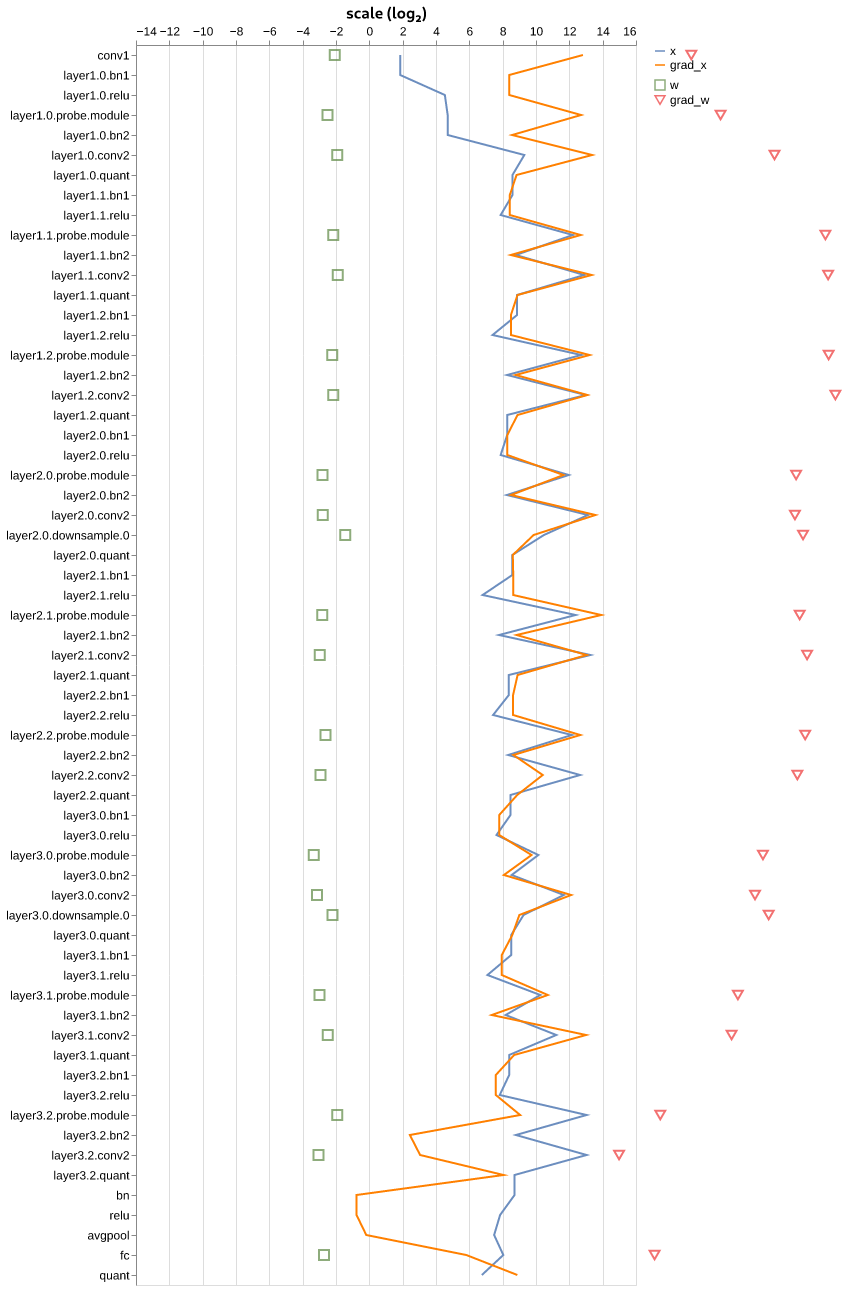 scale (log₂)
−14 −12 −10 −8 −6 −4 −2 0 2 4 6 8 10 12 14 16
x
grad_x
w
grad_w
conv1
layer1.0.bn1
layer1.0.relu
layer1.0.probe.module
layer1.0.bn2
layer1.0.conv2
layer1.0.quant
layer1.1.bn1
layer1.1.relu
layer1.1.probe.module
layer1.1.bn2
layer1.1.conv2
layer1.1.quant
layer1.2.bn1
layer1.2.relu
layer1.2.probe.module
layer1.2.bn2
layer1.2.conv2
layer1.2.quant
layer2.0.bn1
layer2.0.relu
layer2.0.probe.module
layer2.0.bn2
layer2.0.conv2
layer2.0.downsample.0
layer2.0.quant
layer2.1.bn1
layer2.1.relu
layer2.1.probe.module
layer2.1.bn2
layer2.1.conv2
layer2.1.quant
layer2.2.bn1
layer2.2.relu
layer2.2.probe.module
layer2.2.bn2
layer2.2.conv2
layer2.2.quant
layer3.0.bn1
layer3.0.relu
layer3.0.probe.module
layer3.0.bn2
layer3.0.conv2
layer3.0.downsample.0
layer3.0.quant
layer3.1.bn1
layer3.1.relu
layer3.1.probe.module
layer3.1.bn2
layer3.1.conv2
layer3.1.quant
layer3.2.bn1
layer3.2.relu
layer3.2.probe.module
layer3.2.bn2
layer3.2.conv2
layer3.2.quant
bn
relu
avgpool
fc
quant